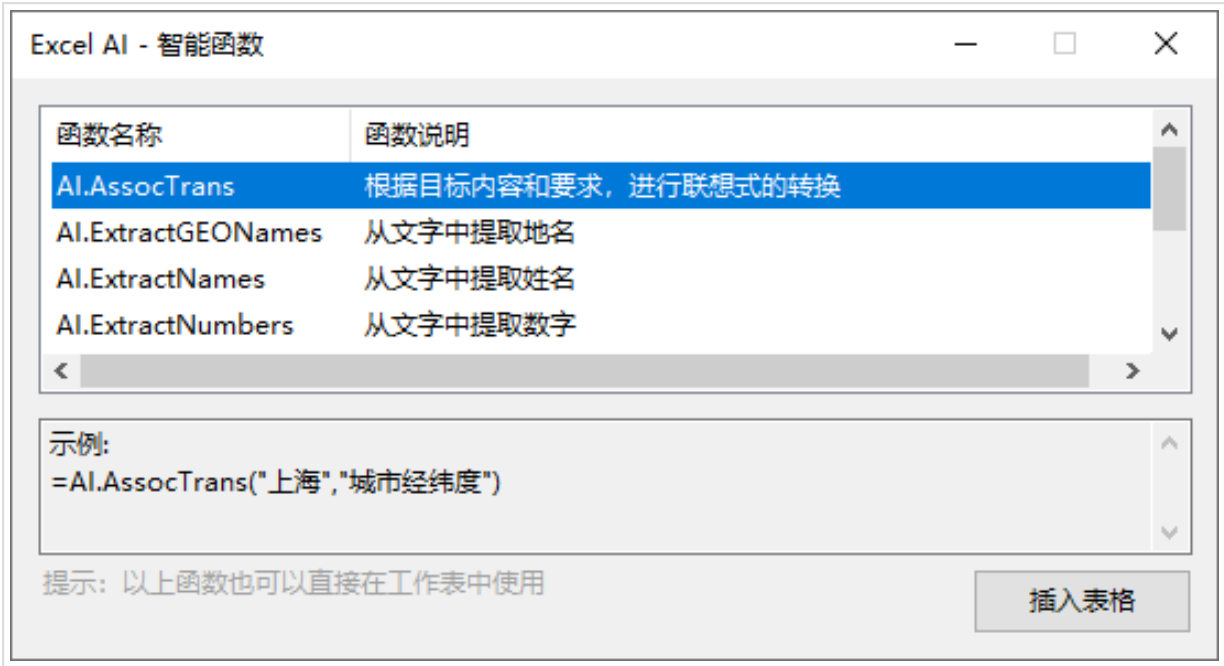 Excel AI - 智能函数
函数名称 函数说明
AI.AssocTrans 根据目标内容和要求，进行联想式的转换
AI.ExtractGEONames 从文字中提取地名
AI.ExtractNames 从文字中提取姓名
AI.ExtractNumbers 从文字中提取数字
示例:
=AI.AssocTrans("上海","城市经纬度")
提示：以上函数也可以直接在工作表中使用
插入表格